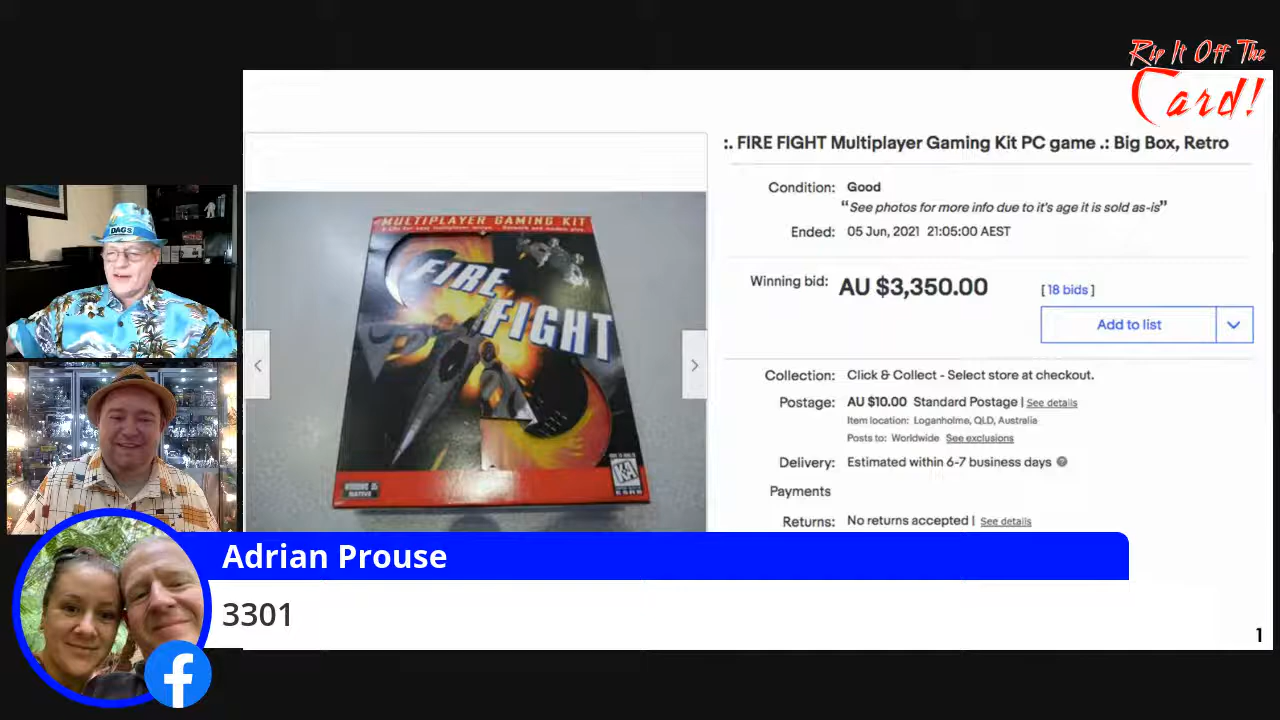 Rip It Off The
Card!
:. FIRE FIGHT Multiplayer Gaming Kit PC game .: Big Box, Retro
Condition: Good
“See photos for more info due to it's age it is sold as-is”
Ended: 05 Jun, 2021 21:05:00 AEST
Winning bid: AU $3,350.00 [ 18 bids ]
Add to list
Collection: Click & Collect - Select store at checkout.
Postage: AU $10.00 Standard Postage | See details
Item location: Loganholme, QLD, Australia
Posts to: Worldwide See exclusions
Delivery: Estimated within 6-7 business days
Payments
Returns: No returns accepted | See details
MULTIPLAYER GAMING KIT
FIRE
FIGHT
KA
DAGS
Adrian Prouse
3301
1